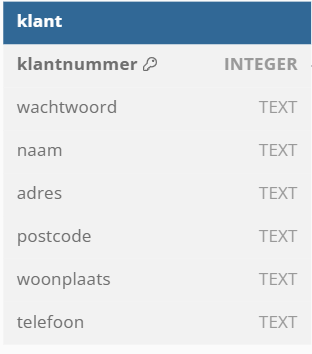 klant
klantnummer INTEGER
wachtwoord TEXT
naam TEXT
adres TEXT
postcode TEXT
woonplaats TEXT
telefoon TEXT